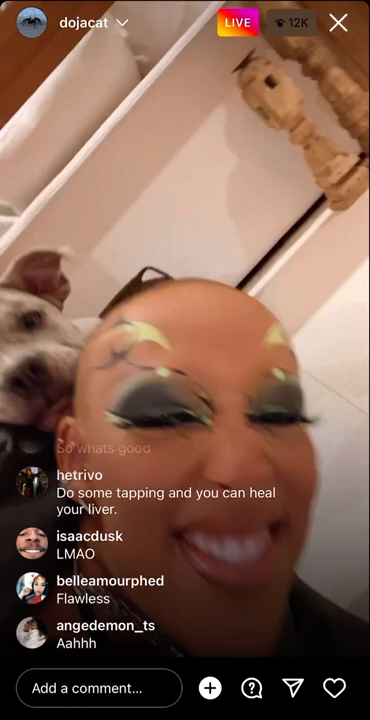 dojacat
LIVE
12K
So whats good
hetrivo
Do some tapping and you can heal
your liver.
isaacdusk
LMAO
belleamourphed
Flawless
angedemon_ts
Aahhh
Add a comment...